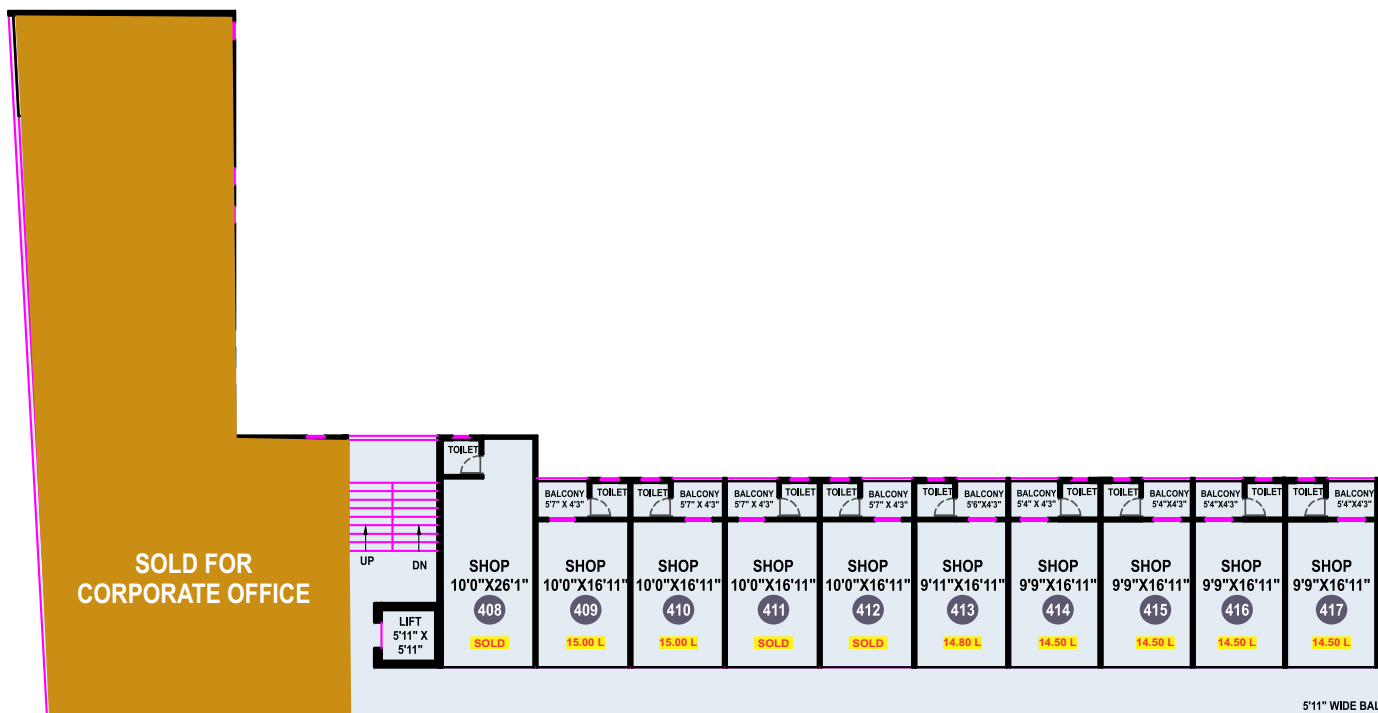 TOILET
BALCONY
5'7" X 4'3"
TOILET
TOILET
BALCONY
5'7" X 4'3"
BALCONY
5'7" X 4'3"
TOILET
TOILET
BALCONY
5'7" X 4'3"
TOILET
BALCONY
5'6"X4'3"
BALCONY
5'4" X 4'3"
TOILET
TOILET
BALCONY
5'4"X4'3"
BALCONY
5'4"X4'3"
TOILET
TOILET
BALCONY
5'4"X4'3"
SOLD FOR
CORPORATE OFFICE
UP
DN
LIFT
5'11" X
5'11"
SHOP
10'0"X26'1"
408
SOLD
SHOP
10'0"X16'11"
409
15.00 L
SHOP
10'0"X16'11"
410
15.00 L
SHOP
10'0"X16'11"
411
SOLD
SHOP
10'0"X16'11"
412
SOLD
SHOP
9'11"X16'11"
413
14.80 L
SHOP
9'9"X16'11"
414
14.50 L
SHOP
9'9"X16'11"
415
14.50 L
SHOP
9'9"X16'11"
416
14.50 L
SHOP
9'9"X16'11"
417
14.50 L
5'11" WIDE BAL